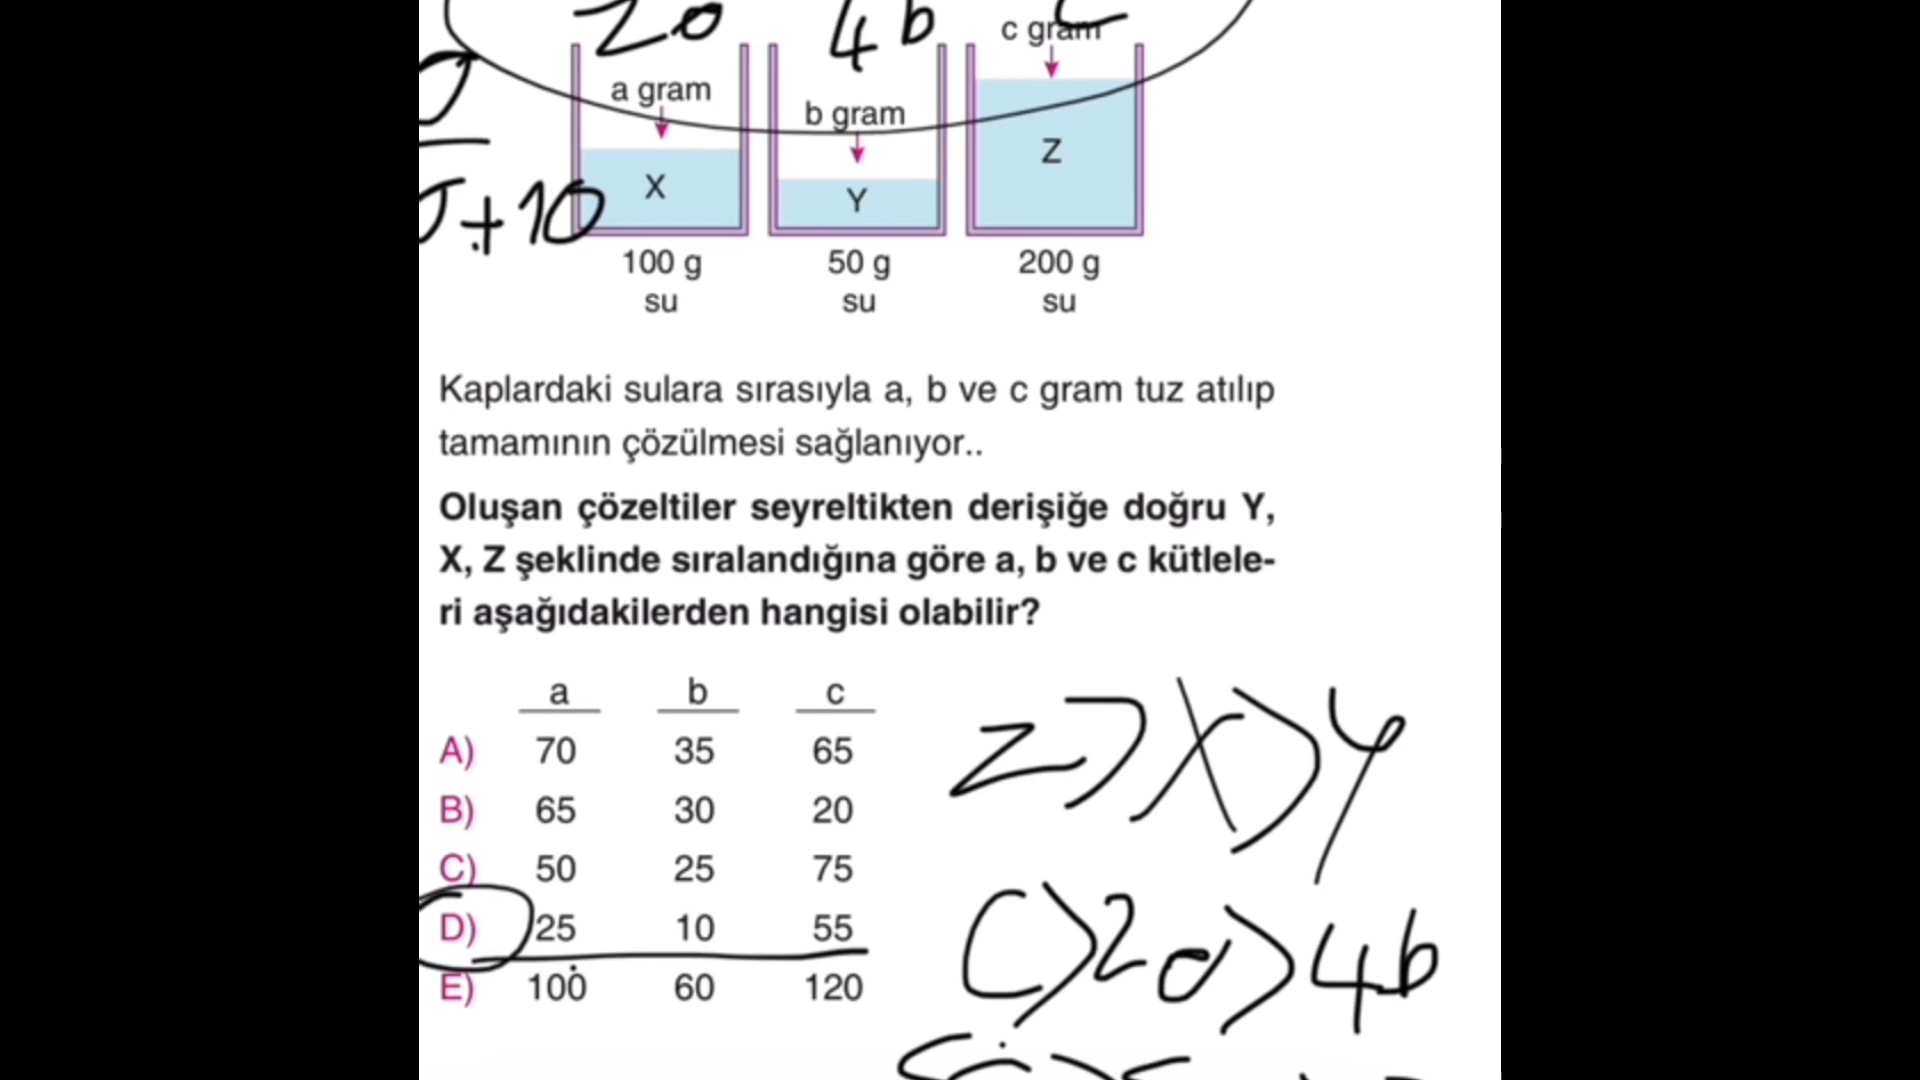 2a 4b
c gram
a gram
b gram
X Y Z
+10
100 g 50 g 200 g
su su su
Kaplardaki sulara sırasıyla a, b ve c gram tuz atılıp
tamamının çözülmesi sağlanıyor..
Oluşan çözeltiler seyreltikten derişiğe doğru Y,
X, Z şeklinde sıralandığına göre a, b ve c kütlele-
ri aşağıdakilerden hangisi olabilir?
a b c
A) 70 35 65
B) 65 30 20
C) 50 25 75
D) 25 10 55
E) 100 60 120
Z>X>Y
C>2a>4b